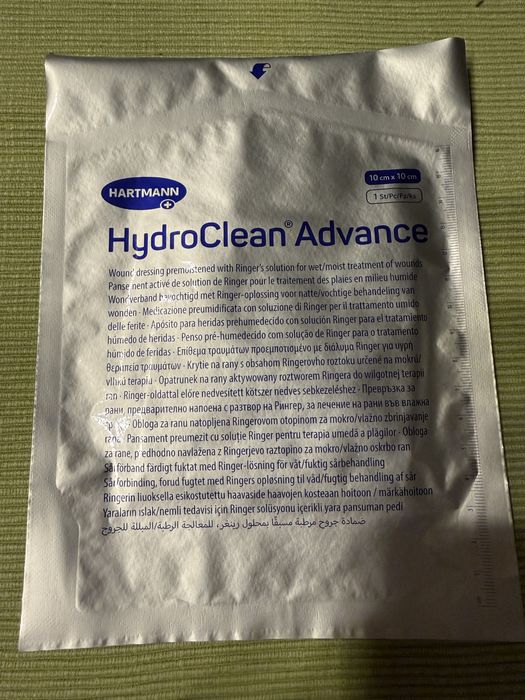 HARTMANN
10 cm x 10 cm
1 St/Pc/Pz/ks
HydroClean® Advance
Wound dressing premoistened with Ringer's solution for wet/moist treatment of wounds
Pansement activé de solution de Ringer pour le traitement des plaies en milieu humide
Wondverband bevochtigd met Ringer-oplossing voor natte/vochtige behandeling van
wonden · Medicazione preumidificata con soluzione di Ringer per il trattamento umido
delle ferite · Apósito para heridas prehumedecido con solución Ringer para el tratamiento
húmedo de heridas · Penso pré-humedecido com solução de Ringer para o tratamento
húmido de feridas · Επίθεμα τραυμάτων προεμποτισμένο με διάλυμα Ringer για υγρή
θεραπεία τραυμάτων · Krytie na rany s obsahom Ringerovho roztoku určené na mokrú/
vlhkú terapiu · Opatrunek na rany aktywowany roztworem Ringera do wilgotnej terapii
ran · Ringer-oldattal előre nedvesített kötszer nedves sebkezeléshez · Превръзка за
рани, предварително напоена с разтвор на Рингер, за лечение на рани във влажна
· Obloga za ranu natopljena Ringerovom otopinom za mokro/vlažno zbrinjavanje
rana · Pansament preumezit cu soluție Ringer pentru terapia umedă a plăgilor · Obloga
za rane, predhodno navlažena z Ringerjevo raztopino za mokro/vlažno oskrbo ran
Sårförband färdigt fuktat med Ringer-lösning för våt/fuktig sårbehandling
Sårforbinding, forud fugtet med Ringers opløsning til våd/fugtig behandling af sår
Ringerin liuoksella esikostutettu haavaside haavojen kosteaan hoitoon / märkähoitoon
Yaraların ıslak/nemli tedavisi için Ringer solüsyonu içerikli yara pansuman pedi
ضمادة جروح مرطبة مسبقًا بمحلول رينغر، للمعالجة الرطبة/المبللة للجروح